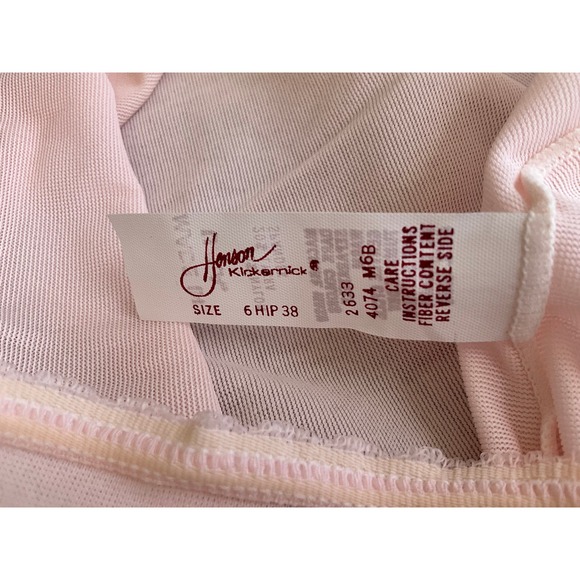 Henson
Kickernick®
SIZE 6 HIP 38
2633
4074 M6B
CARE
INSTRUCTIONS
FIBER CONTENT
REVERSE SIDE